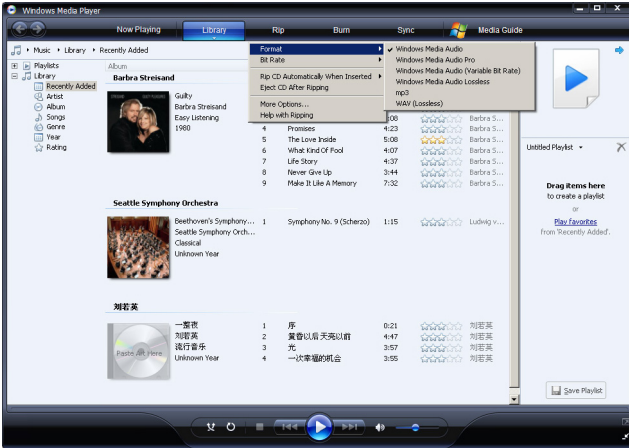 Windows Media Player
Now Playing Library Rip Burn Sync Media Guide
Music Library Recently Added
Format
Bit Rate
Rip CD Automatically When Inserted
Eject CD After Ripping
More Options...
Help with Ripping
Windows Media Audio
Windows Media Audio Pro
Windows Media Audio (Variable Bit Rate)
Windows Media Audio Lossless
mp3
WAV (Lossless)
Playlists
Library
Recently Added
Artist
Album
Songs
Genre
Year
Rating
Album
Barbra Streisand
Guilty
Barbra Streisand
Easy Listening
1980
:08 Barbra S...
4 Promises 4:23 Barbra S...
5 The Love Inside 5:08 Barbra S...
6 What Kind Of Fool 4:07 Barbra S...
7 Life Story 4:37 Barbra S...
8 Never Give Up 3:44 Barbra S...
9 Make It Like A Memory 7:32 Barbra S...
Seattle Symphony Orchestra
Beethoven's Symphony... 1 Symphony No. 9 (Scherzo) 1:15 Ludwig v...
Seattle Symphony Orch...
Classical
Unknown Year
刘若英
一整夜 1 序 0:21 刘若英
刘若英 2 黄昏以后天亮以前 4:47 刘若英
流行音乐 3 光 3:57 刘若英
Unknown Year 4 一次幸福的机会 3:55 刘若英
Paste Art Here
Untitled Playlist
Drag items here
to create a playlist
or
Play favorites
from 'Recently Added'.
Save Playlist